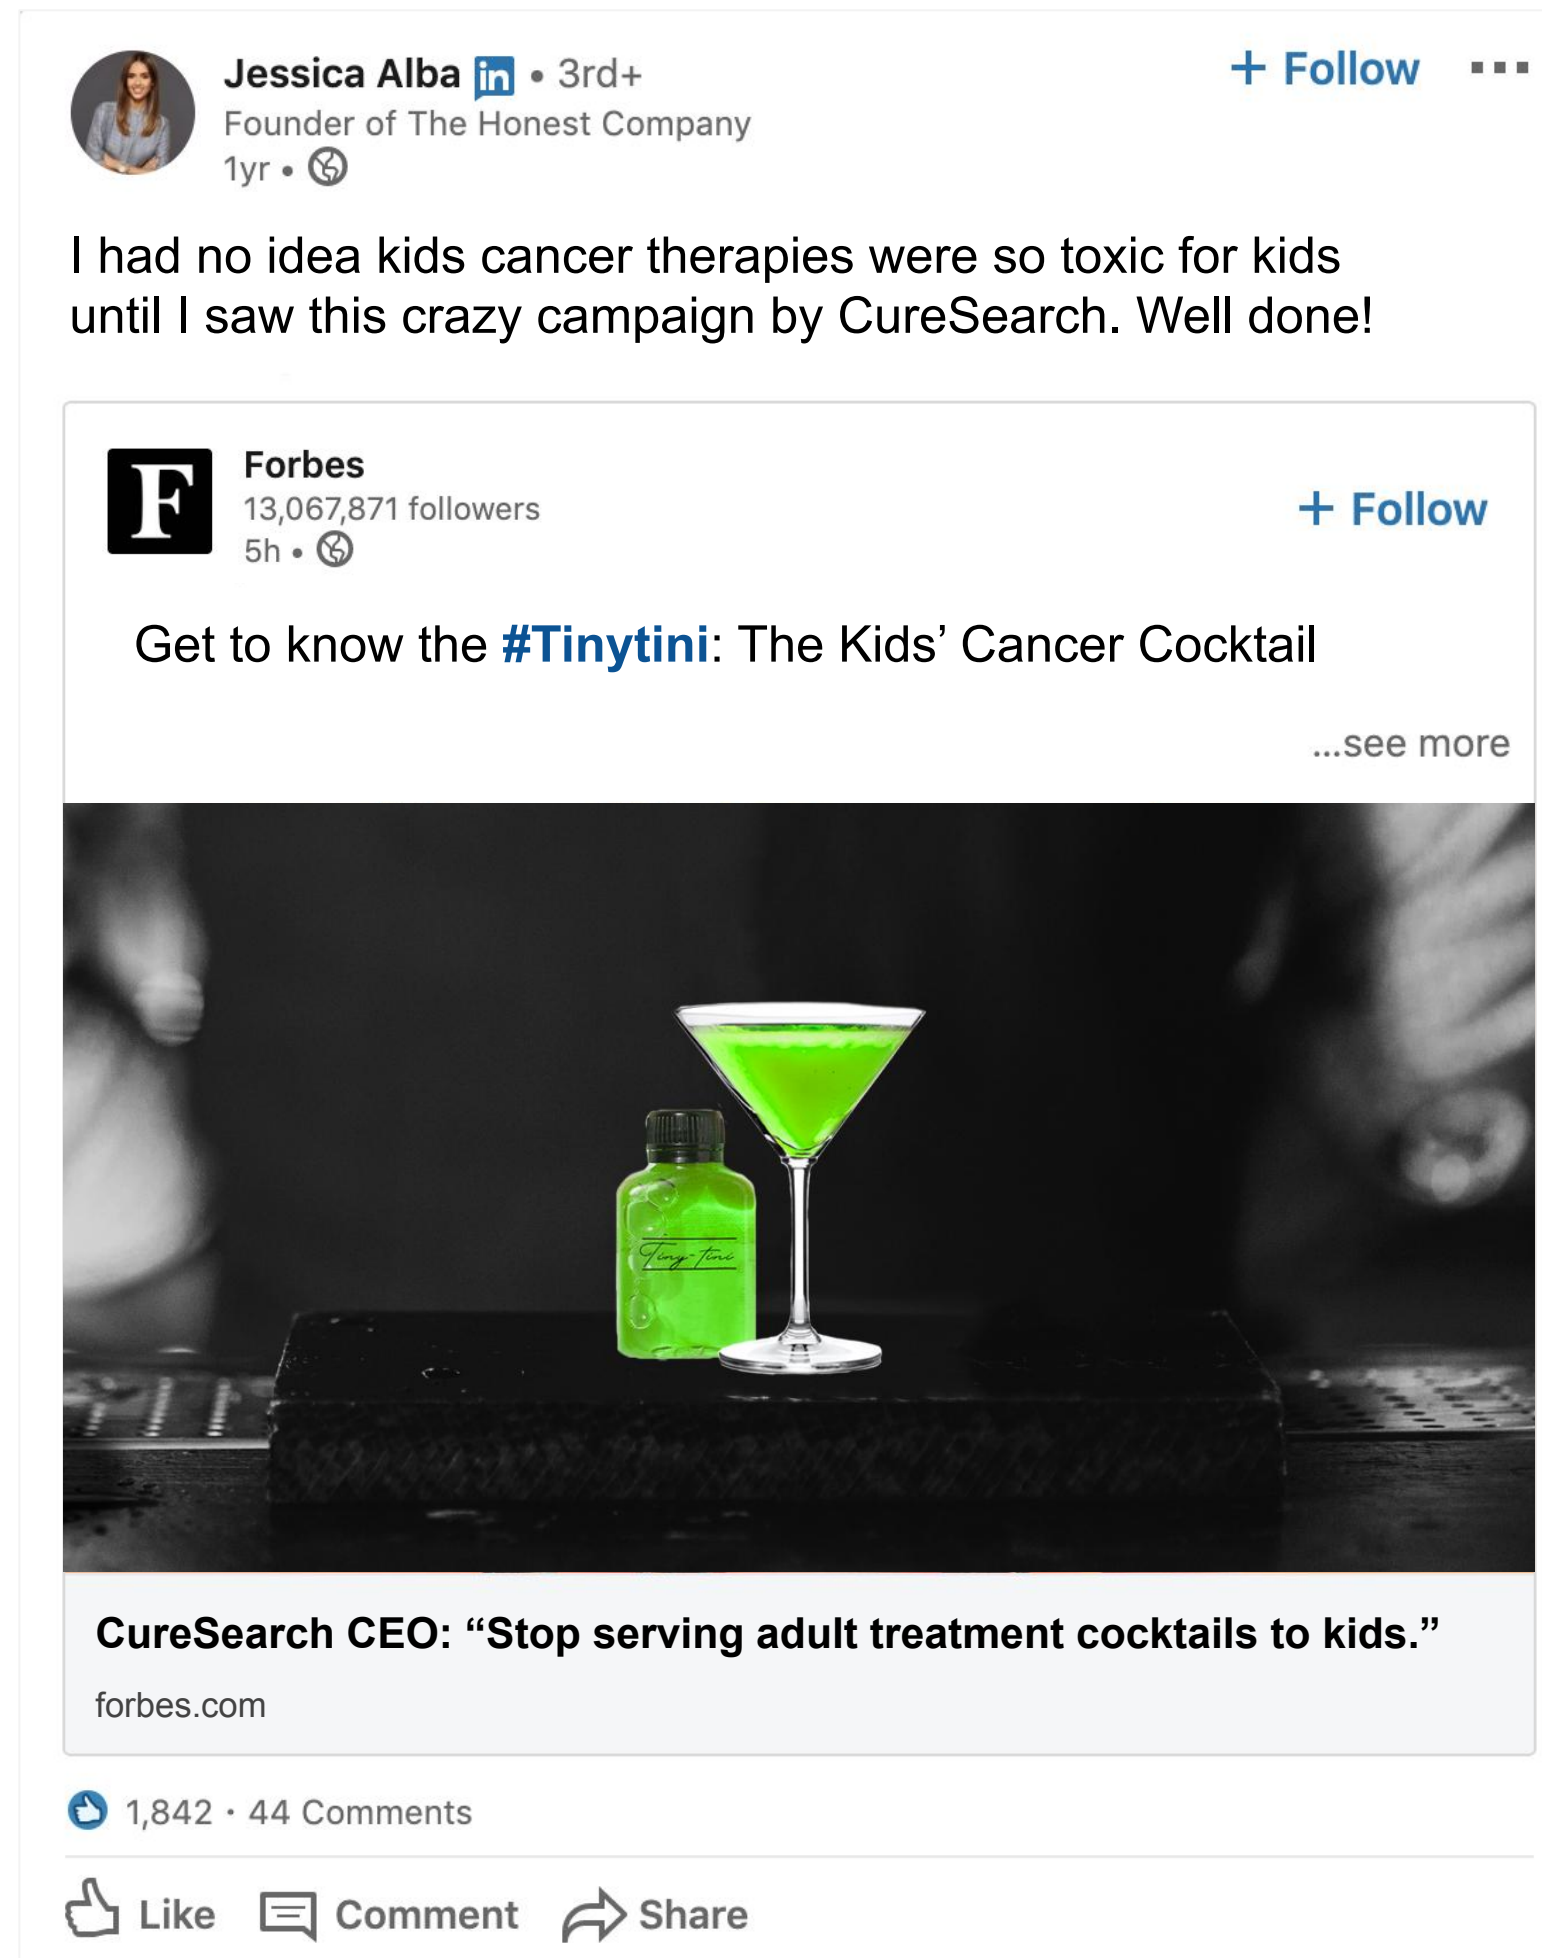 Jessica Alba in • 3rd+
+ Follow
Founder of The Honest Company
1yr •
I had no idea kids cancer therapies were so toxic for kids
until I saw this crazy campaign by CureSearch. Well done!
F
Forbes
13,067,871 followers
+ Follow
5h •
Get to know the #Tinytini: The Kids’ Cancer Cocktail
...see more
Tiny-tini
CureSearch CEO: “Stop serving adult treatment cocktails to kids.”
forbes.com
1,842 · 44 Comments
Like Comment Share